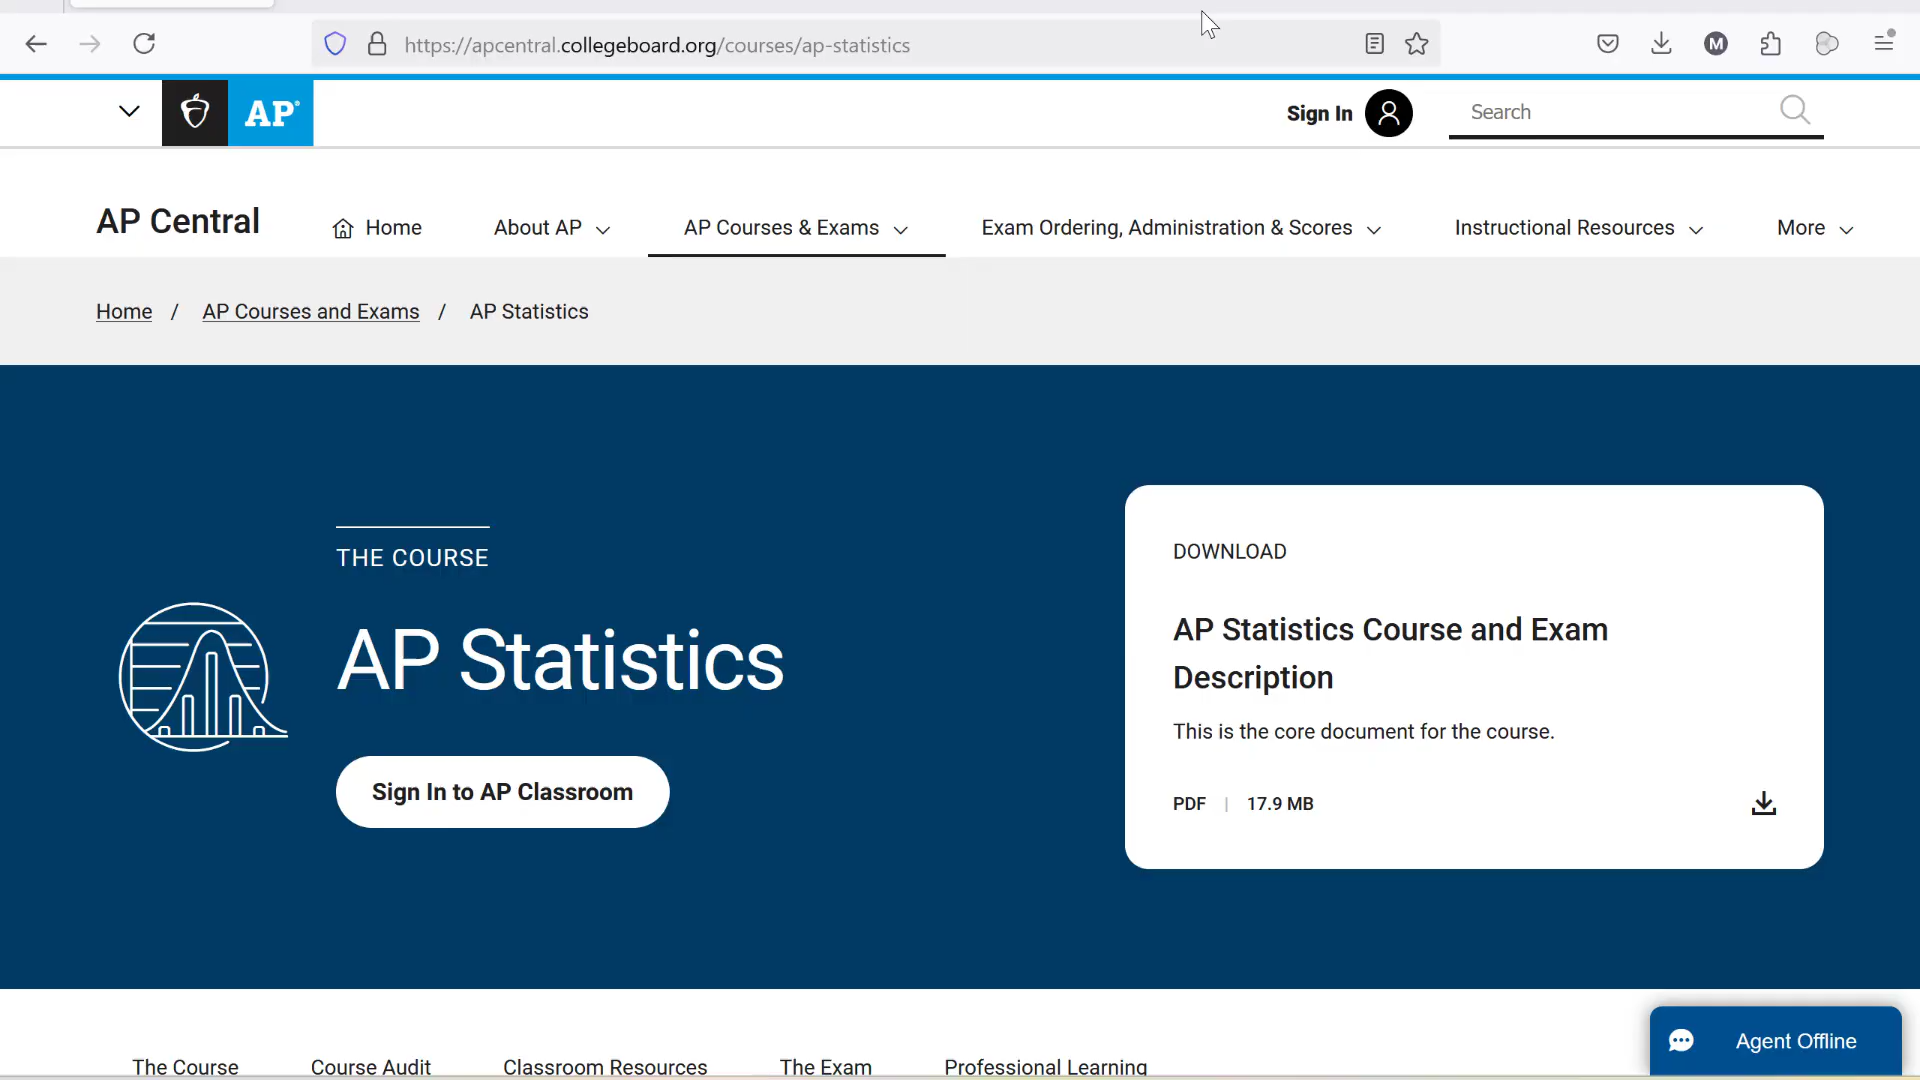 https://apcentral.collegeboard.org/courses/ap-statistics
M
AP®
Sign In
Search
AP Central
Home
About AP
AP Courses & Exams
Exam Ordering, Administration & Scores
Instructional Resources
More
Home / AP Courses and Exams / AP Statistics
THE COURSE
AP Statistics
Sign In to AP Classroom
DOWNLOAD
AP Statistics Course and Exam
Description
This is the core document for the course.
PDF | 17.9 MB
Agent Offline
The Course
Course Audit
Classroom Resources
The Exam
Professional Learning